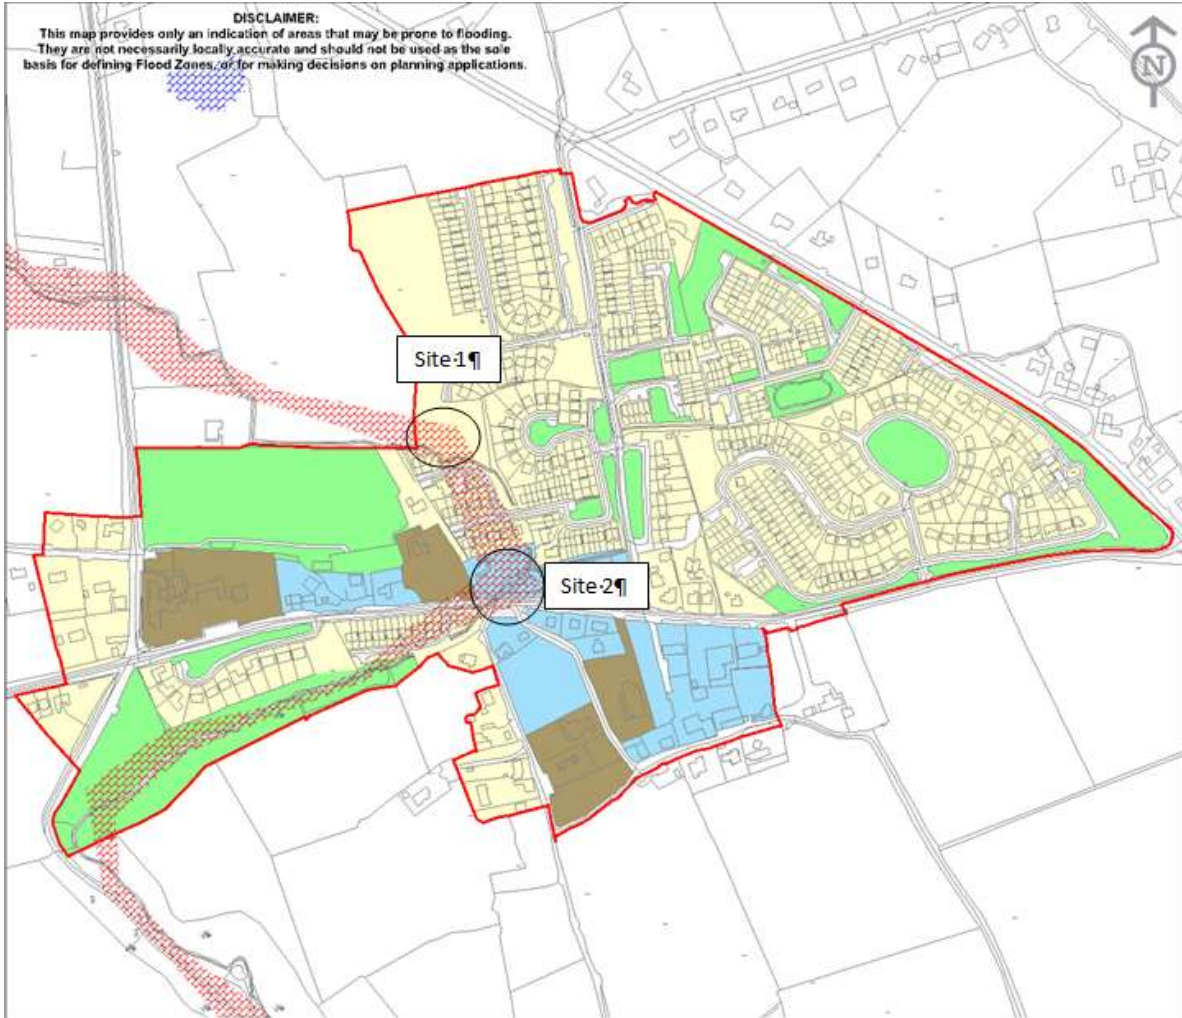 DISCLAIMER:
This map provides only an indication of areas that may be prone to flooding.
They are not necessarily locally accurate and should not be used as the sole
basis for defining Flood Zones, or for making decisions on planning applications.
N
Site·1¶
Site·2¶